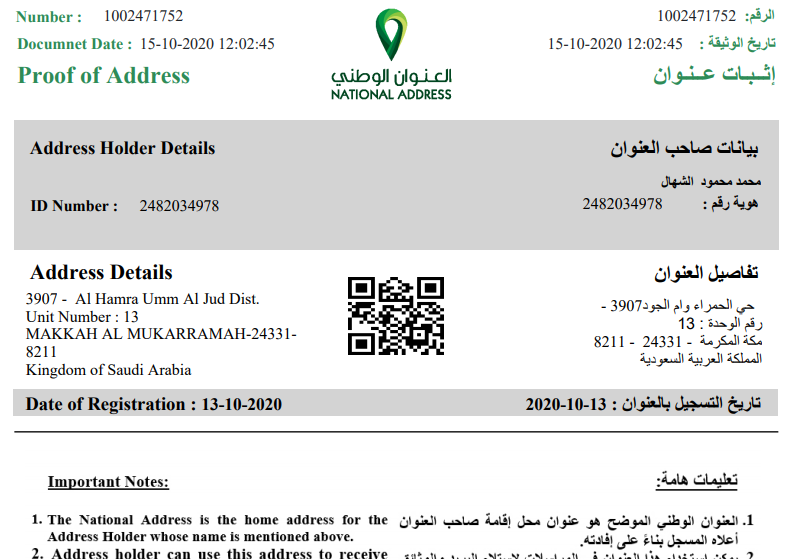 Number : 1002471752
الرقم: 1002471752
Documnet Date : 15-10-2020 12:02:45
تاريخ الوثيقة : 15-10-2020 12:02:45
Proof of Address
إثـبـات عـنـوان
العنوان الوطني
NATIONAL ADDRESS
Address Holder Details
بيانات صاحب العنوان
محمد محمود الشهال
ID Number : 2482034978
هوية رقم : 2482034978
Address Details
3907 - Al Hamra Umm Al Jud Dist.
Unit Number : 13
MAKKAH AL MUKARRAMAH-24331-
8211
Kingdom of Saudi Arabia
تفاصيل العنوان
حي الحمراء وام الجود3907 -
رقم الوحدة : 13
مكة المكرمة - 24331 - 8211
المملكة العربية السعودية
Date of Registration : 13-10-2020
تاريخ التسجيل بالعنوان : 13-10-2020
Important Notes:
1. The National Address is the home address for the
Address Holder whose name is mentioned above.
2. Address holder can use this address to receive
تعليمات هامة:
1. العنوان الوطني الموضح هو عنوان محل إقامة صاحب العنوان
أعلاه المسجل بناءً على إفادته.